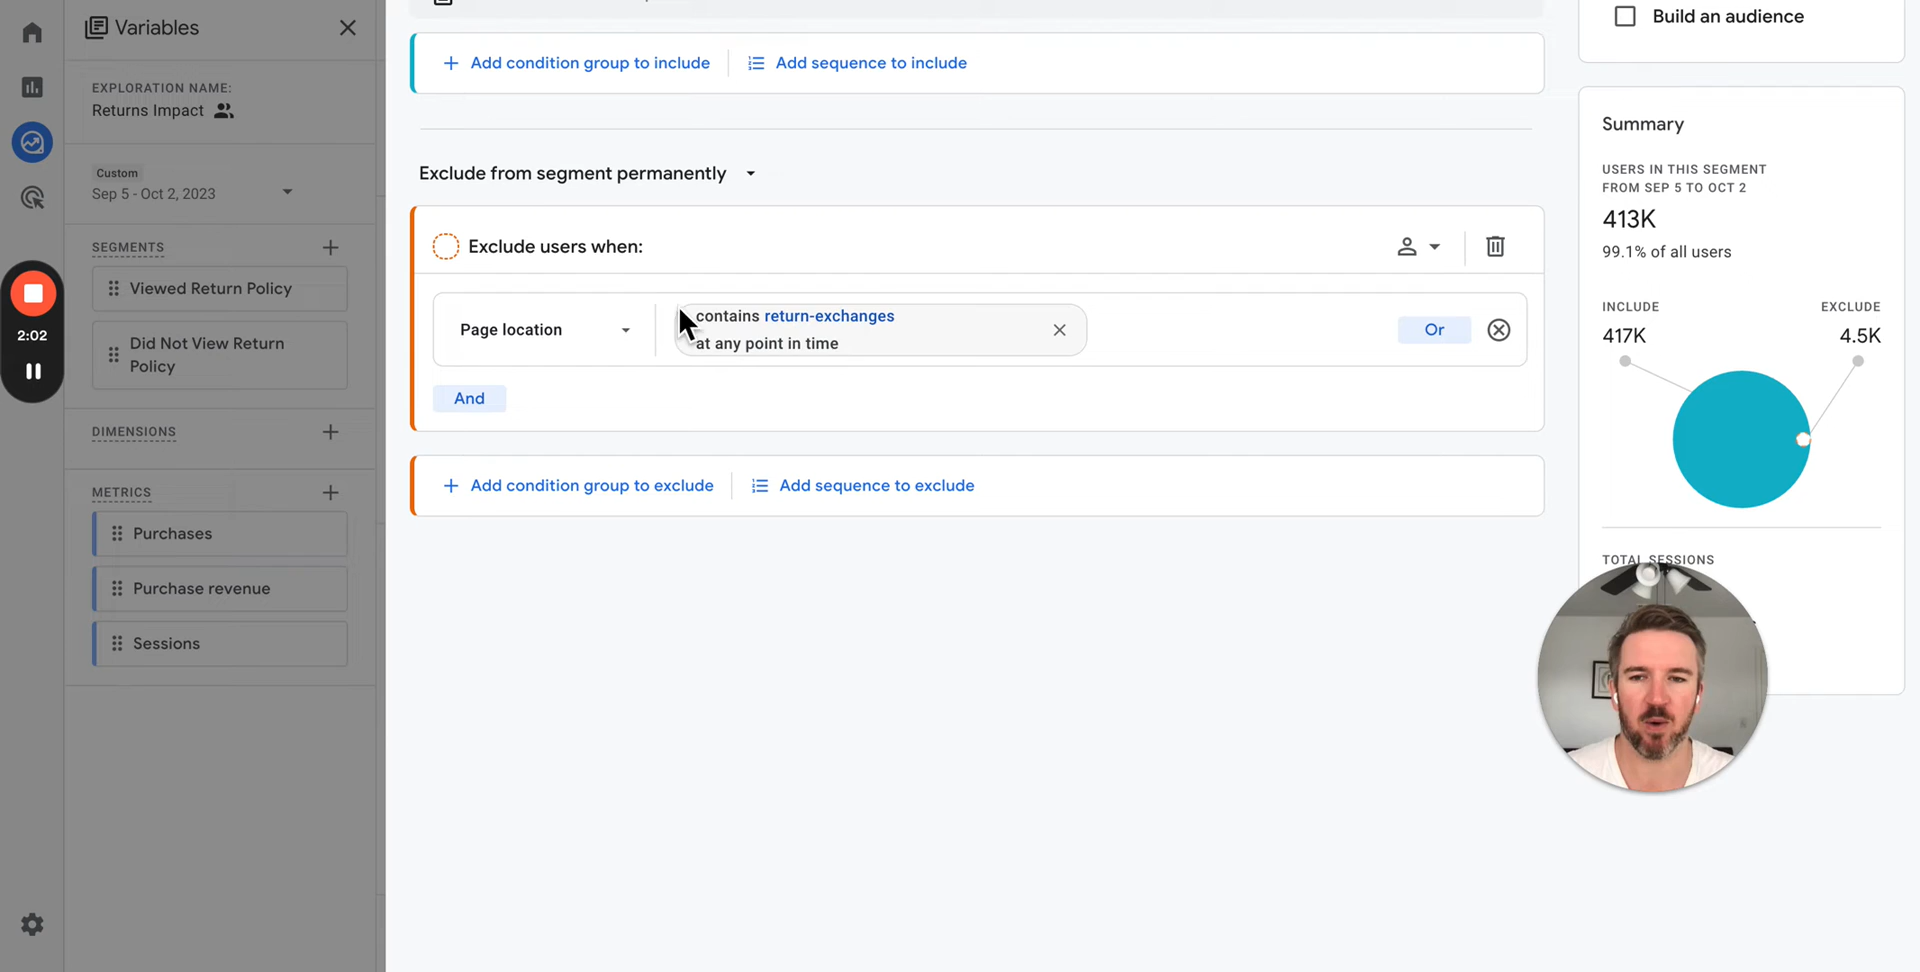 Variables
EXPLORATION NAME:
Returns Impact
Custom
Sep 5 - Oct 2, 2023
SEGMENTS
Viewed Return Policy
Did Not View Return
Policy
DIMENSIONS
METRICS
Purchases
Purchase revenue
Sessions
2:02
Add condition group to include
Add sequence to include
Exclude from segment permanently
Exclude users when:
Page location
contains return-exchanges
at any point in time
Or
And
Add condition group to exclude
Add sequence to exclude
Build an audience
Summary
USERS IN THIS SEGMENT
FROM SEP 5 TO OCT 2
413K
99.1% of all users
INCLUDE
EXCLUDE
417K
4.5K
TOTAL SESSIONS